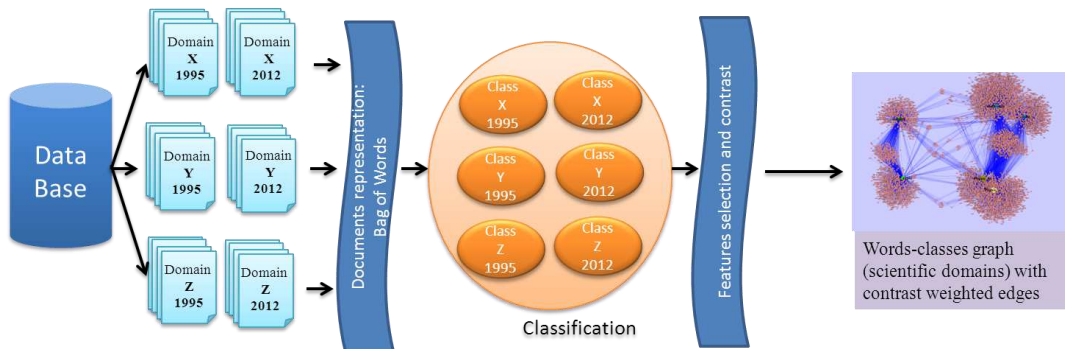 Data
Base
Domain
X
1995
Domain
X
2012
Domain
Y
1995
Domain
Y
2012
Domain
Z
1995
Domain
Z
2012
Documents representation:
Bag of Words
Class
X
1995
Class
X
2012
Class
Y
1995
Class
Y
2012
Class
Z
1995
Class
Z
2012
Classification
Features selection and contrast
Words-classes graph
(scientific domains) with
contrast weighted edges